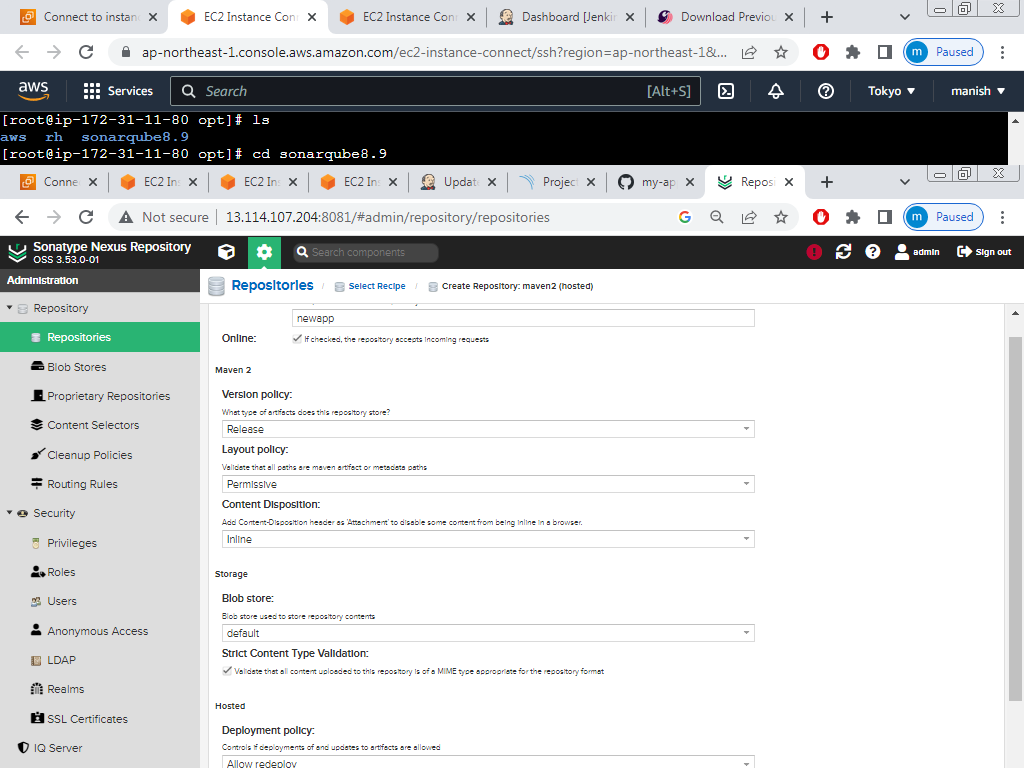 Connect to instan
EC2 Instance Conn
EC2 Instance Conn
Dashboard [Jenkin
Download Previou
ap-northeast-1.console.aws.amazon.com/ec2-instance-connect/ssh?region=ap-northeast-1&...
m Paused
aws
Services
Search [Alt+S]
Tokyo ▼
manish ▼
[root@ip-172-31-11-80 opt]# ls
aws rh sonarqube8.9
[root@ip-172-31-11-80 opt]# cd sonarqube8.9
Conne
EC2 In
EC2 In
EC2 In
Updat
Project
my-ap
Reposi
Not secure 13.114.107.204:8081/#admin/repository/repositories
m Paused
Sonatype Nexus Repository
OSS 3.53.0-01
Search components
admin
Sign out
Administration
Repositories / Select Recipe / Create Repository: maven2 (hosted)
Repository
Repositories
Blob Stores
Proprietary Repositories
Content Selectors
Cleanup Policies
Routing Rules
Security
Privileges
Roles
Users
Anonymous Access
LDAP
Realms
SSL Certificates
IQ Server
newapp
Online: If checked, the repository accepts incoming requests
Maven 2
Version policy:
What type of artifacts does this repository store?
Release
Layout policy:
Validate that all paths are maven artifact or metadata paths
Permissive
Content Disposition:
Add Content-Disposition header as 'Attachment' to disable some content from being inline in a browser.
Inline
Storage
Blob store:
Blob store used to store repository contents
default
Strict Content Type Validation:
Validate that all content uploaded to this repository is of a MIME type appropriate for the repository format
Hosted
Deployment policy:
Controls if deployments of and updates to artifacts are allowed
Allow redeploy